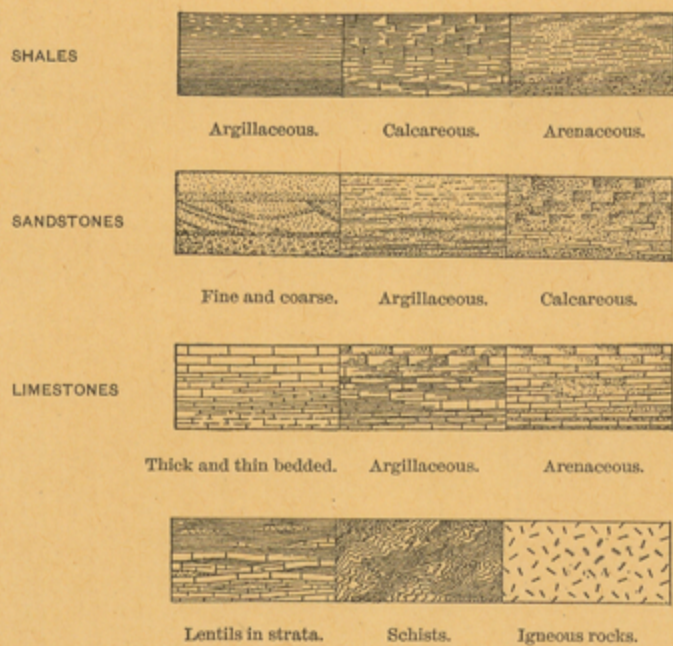 SHALES
Argillaceous. Calcareous. Arenaceous.
SANDSTONES
Fine and coarse. Argillaceous. Calcareous.
LIMESTONES
Thick and thin bedded. Argillaceous. Arenaceous.
Lentils in strata. Schists. Igneous rocks.